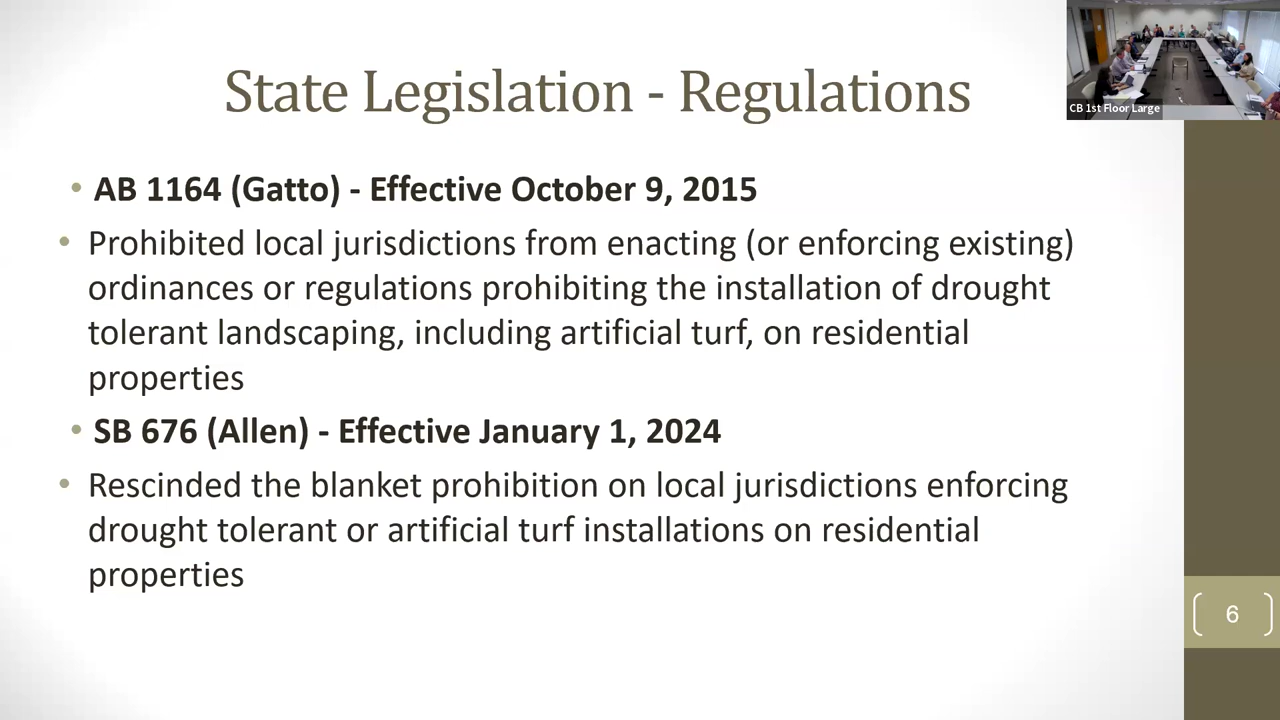 State Legislation - Regulations
CB 1st Floor Large
• AB 1164 (Gatto) - Effective October 9, 2015
• Prohibited local jurisdictions from enacting (or enforcing existing)
ordinances or regulations prohibiting the installation of drought
tolerant landscaping, including artificial turf, on residential
properties
• SB 676 (Allen) - Effective January 1, 2024
• Rescinded the blanket prohibition on local jurisdictions enforcing
drought tolerant or artificial turf installations on residential
properties
6